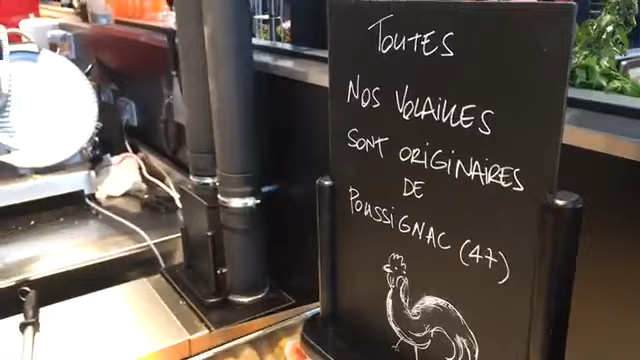 TOUTES
NOS VOLAILLES
SONT ORIGINAIRES
DE
POUSSIGNAC (47)